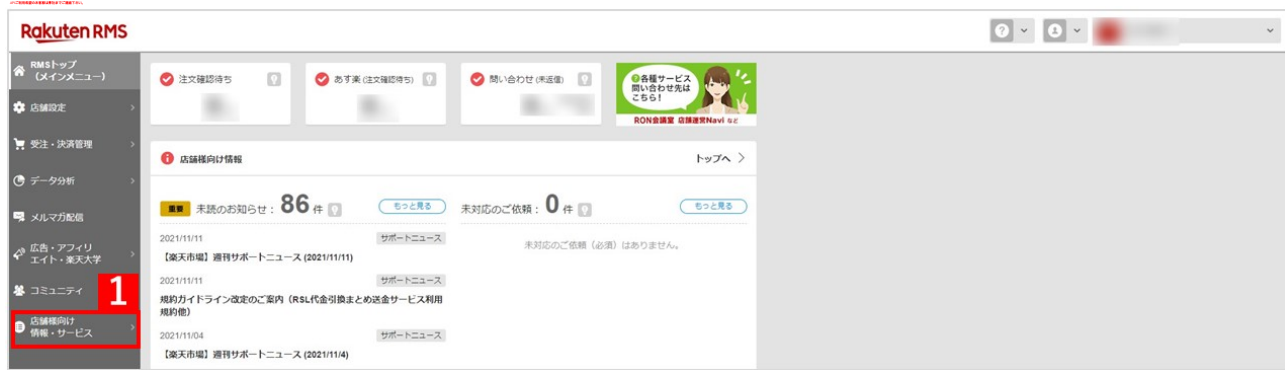 Rakuten RMS
RMSトップ
（メインメニュー）
店舗設定
受注・決済管理
データ分析
メルマガ配信
広告・アフィリ
エイト・楽天大学
コミュニティ
1
店舗様向け
情報・サービス
注文確認待ち
あす楽 (注文確認待ち)
問い合わせ (未返信)
各種サービス
問い合わせ先は
こちら！
RON会議室 店舗運営Navi など
店舗様向け情報
トップへ
重要 未読のお知らせ： 86 件
もっと見る
2021/11/11 サポートニュース
【楽天市場】週刊サポートニュース (2021/11/11)
2021/11/11 サポートニュース
規約ガイドライン改定のご案内（RSL代金引換まとめ送金サービス利用
規約他）
2021/11/04 サポートニュース
【楽天市場】週刊サポートニュース (2021/11/4)
未対応のご依頼： 0 件
もっと見る
未対応のご依頼（必須）はありません。